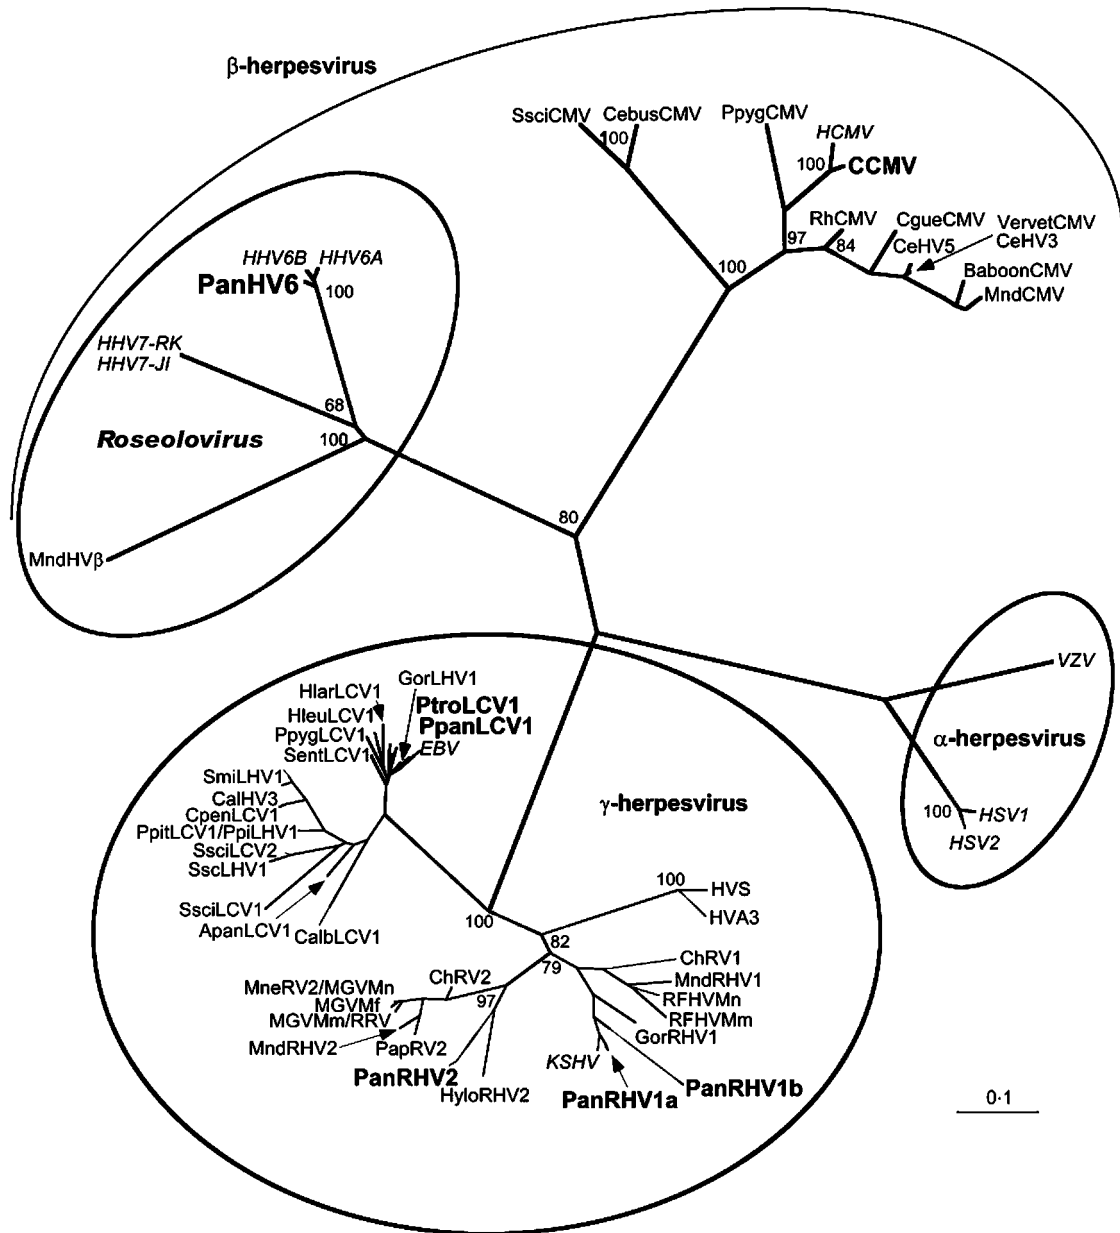 β-herpesvirus
SsciCMV
CebusCMV
PpygCMV
HCMV
100
100
CCMV
RhCMV
CgueCMV
VervetCMV
CeHV3
97
84
CeHV5
BaboonCMV
MndCMV
100
HHV6B
HHV6A
PanHV6
100
HHV7-RK
HHV7-JI
68
Roseolovirus
100
80
MndHVβ
VZV
α-herpesvirus
100
HSV1
HSV2
GorLHV1
HlarLCV1
PtroLCV1
HleuLCV1
PpanLCV1
PpygLCV1
EBV
SentLCV1
SmiLHV1
CalHV3
CpenLCV1
PpitLCV1/PpiLHV1
SsciLCV2
SscLHV1
SsciLCV1
ApanLCV1
CalbLCV1
γ-herpesvirus
100
100
HVS
HVA3
82
79
ChRV1
MndRHV1
RFHVMn
RFHVMm
GorRHV1
ChRV2
97
MneRV2/MGVMn
MGVMf
MGVMm/RRV
MndRHV2
PapRV2
PanRHV2
HyloRHV2
KSHV
PanRHV1a
PanRHV1b
0·1